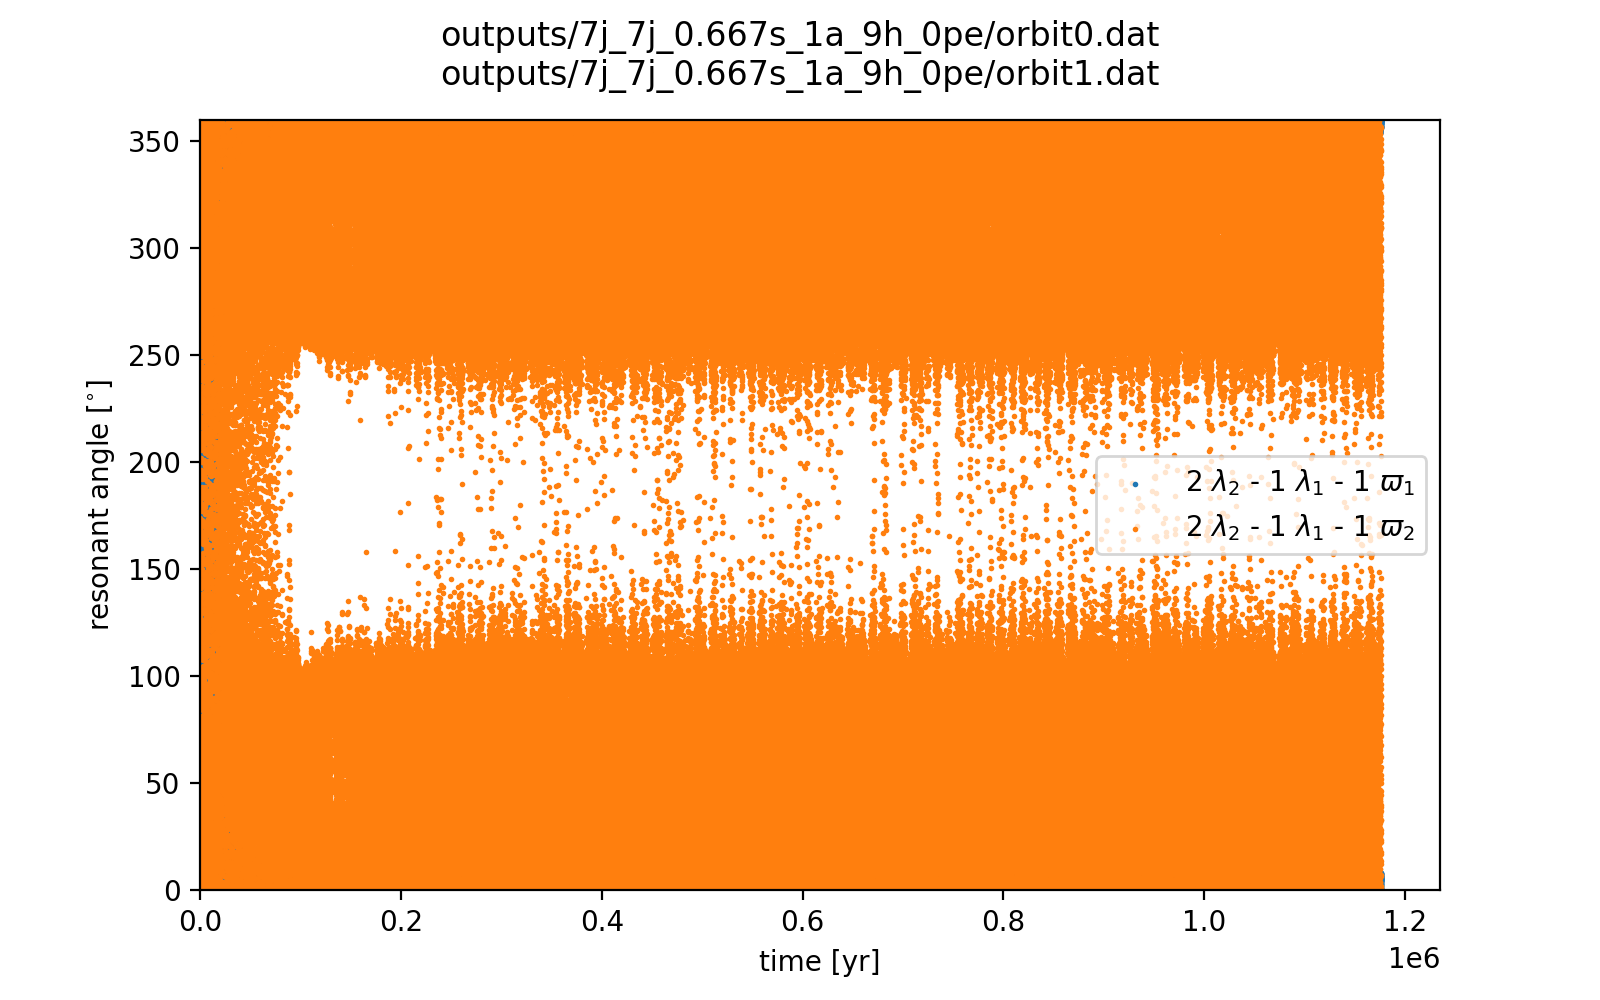 outputs/7j_7j_0.667s_1a_9h_0pe/orbit0.dat
outputs/7j_7j_0.667s_1a_9h_0pe/orbit1.dat
350
300
250
200
150
100
50
0
resonant angle [°]
2 λ₂ - 1 λ₁ - 1 ϖ₁
2 λ₂ - 1 λ₁ - 1 ϖ₂
0.0 0.2 0.4 0.6 0.8 1.0 1.2
1e6
time [yr]